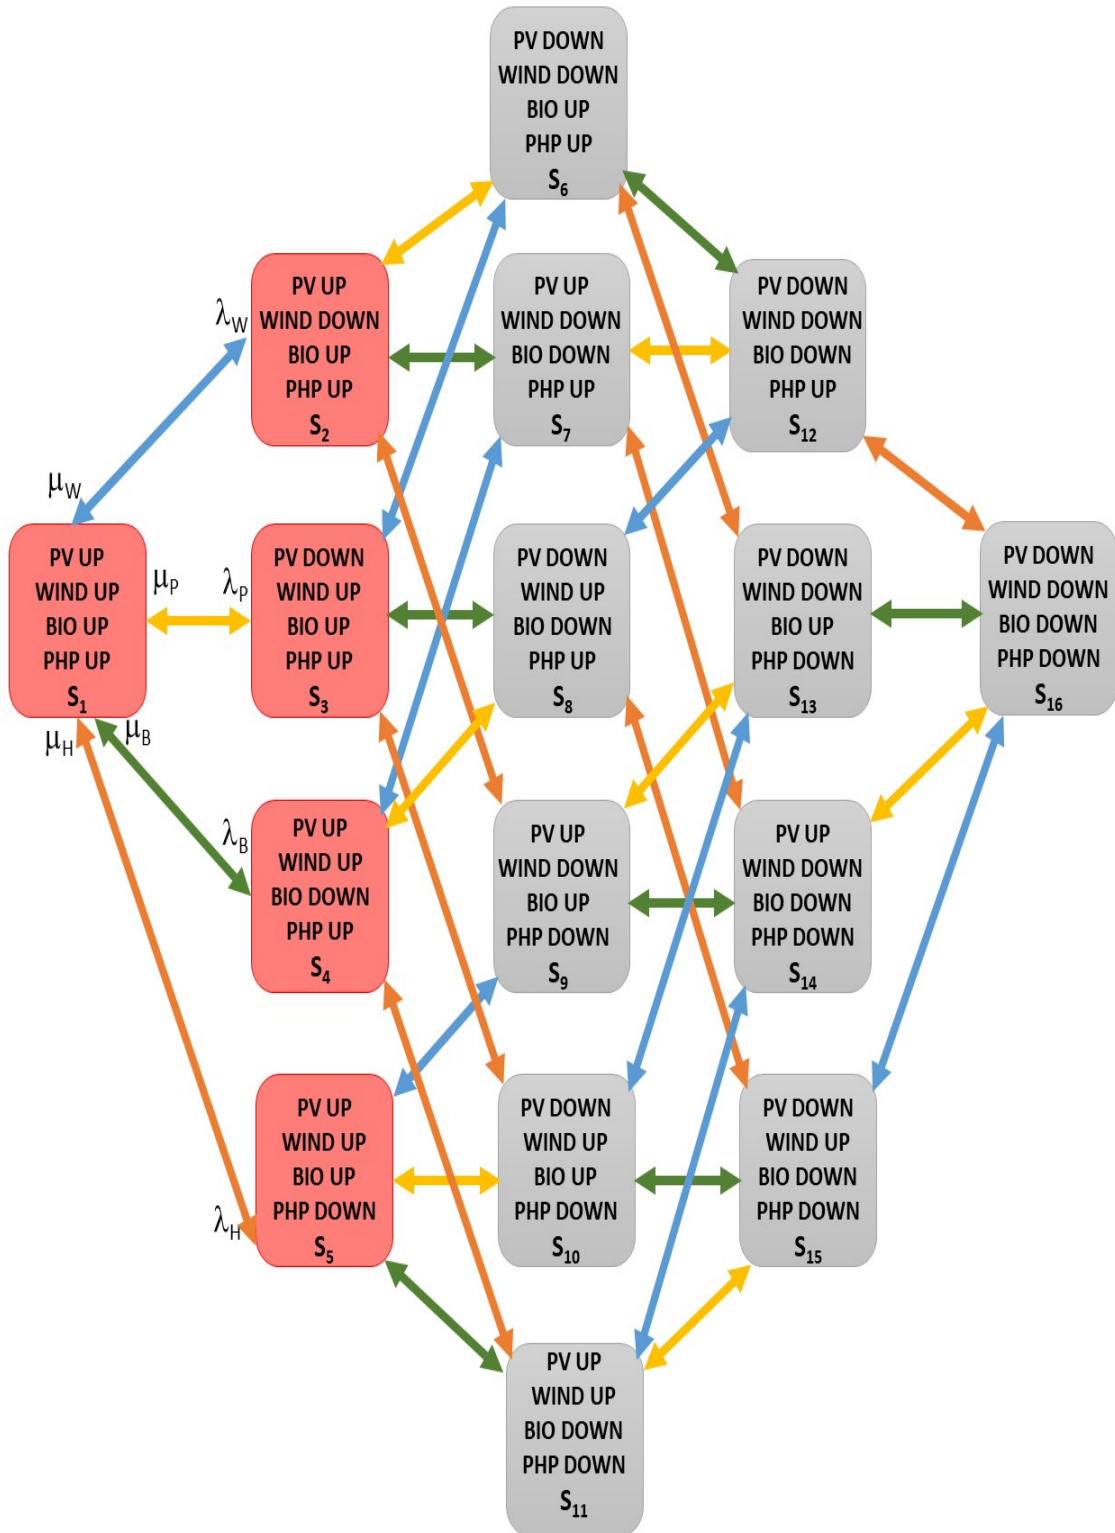 PV DOWN
WIND DOWN
BIO UP
PHP UP
S6
PV UP
WIND DOWN
BIO UP
PHP UP
S2
PV UP
WIND DOWN
BIO DOWN
PHP UP
S7
PV DOWN
WIND DOWN
BIO DOWN
PHP UP
S12
λW
μW
PV UP
WIND UP
BIO UP
PHP UP
S1
μP
λP
PV DOWN
WIND UP
BIO UP
PHP UP
S3
PV DOWN
WIND UP
BIO DOWN
PHP UP
S8
PV DOWN
WIND DOWN
BIO UP
PHP DOWN
S13
PV DOWN
WIND DOWN
BIO DOWN
PHP DOWN
S16
μH
μB
λB
PV UP
WIND UP
BIO DOWN
PHP UP
S4
PV UP
WIND DOWN
BIO UP
PHP DOWN
S9
PV UP
WIND DOWN
BIO DOWN
PHP DOWN
S14
PV UP
WIND UP
BIO UP
PHP DOWN
S5
λH
PV DOWN
WIND UP
BIO UP
PHP DOWN
S10
PV DOWN
WIND UP
BIO DOWN
PHP DOWN
S15
PV UP
WIND UP
BIO DOWN
PHP DOWN
S11